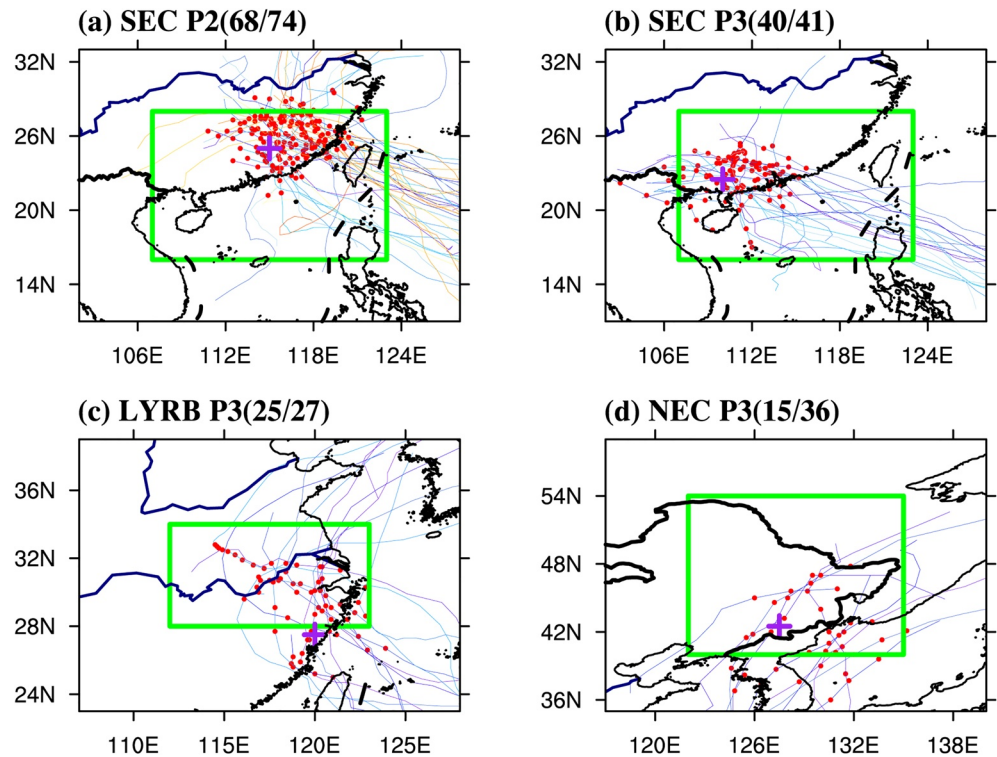 (a) SEC P2(68/74)
(b) SEC P3(40/41)
32N
26N
20N
14N
106E 112E 118E 124E
32N
26N
20N
14N
106E 112E 118E 124E
(c) LYRB P3(25/27)
(d) NEC P3(15/36)
36N
32N
28N
24N
110E 115E 120E 125E
54N
48N
42N
36N
120E 126E 132E 138E